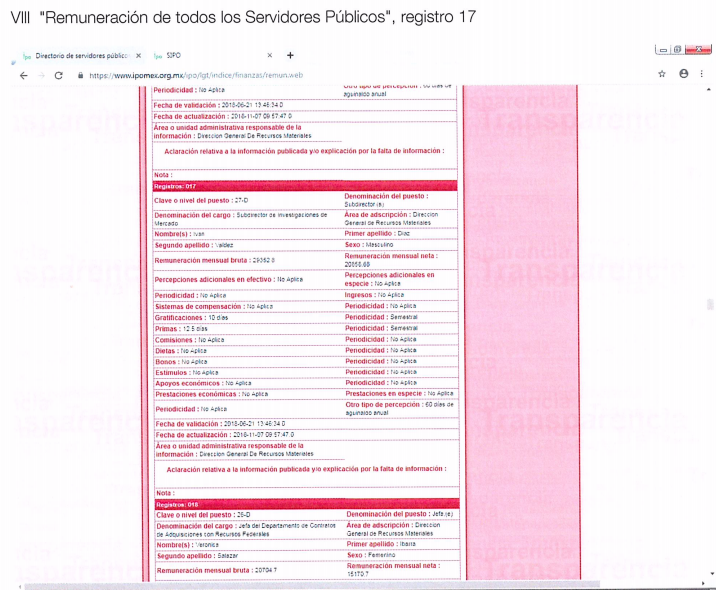 VIII "Remuneración de todos los Servidores Públicos", registro 17
Directorio de servidores públicos
SIPO
https://www.ipomex.org.mx/ipo/lgt/indice/finanzas/remun.web
Periodicidad : No Aplica
Otro tipo de percepción : 60 días de aguinaldo anual
Fecha de validación : 2018-06-21 13:46:34.0
Fecha de actualización : 2018-11-07 09:57:47.0
Área o unidad administrativa responsable de la
información : Direccion General De Recursos Materiales
Aclaración relativa a la información publicada y/o explicación por la falta de información :
Nota :
Registros: 017
Clave o nivel del puesto : 27-D
Denominación del puesto :
Subdirector (a)
Denominación del cargo : Subdirector de Investigaciones de
Mercado
Área de adscripción : Direccion
General de Recursos Materiales
Nombre(s) : Ivan
Primer apellido : Diaz
Segundo apellido : Valdez
Sexo : Masculino
Remuneración mensual bruta : 29352.8
Remuneración mensual neta :
20858.68
Percepciones adicionales en efectivo : No Aplica
Percepciones adicionales en
especie : No Aplica
Periodicidad : No Aplica
Ingresos : No Aplica
Sistemas de compensación : No Aplica
Periodicidad : No Aplica
Gratificaciones : 10 días
Periodicidad : Semestral
Primas : 12.5 días
Periodicidad : Semestral
Comisiones : No Aplica
Periodicidad : No Aplica
Dietas : No Aplica
Periodicidad : No Aplica
Bonos : No Aplica
Periodicidad : No Aplica
Estímulos : No Aplica
Periodicidad : No Aplica
Apoyos económicos : No Aplica
Periodicidad : No Aplica
Prestaciones económicas : No Aplica
Prestaciones en especie : No Aplica
Periodicidad : No Aplica
Otro tipo de percepción : 60 días de
aguinaldo anual
Fecha de validación : 2018-06-21 13:46:34.0
Fecha de actualización : 2018-11-07 09:57:47.0
Área o unidad administrativa responsable de la
información : Direccion General De Recursos Materiales
Aclaración relativa a la información publicada y/o explicación por la falta de información :
Nota :
Registros: 018
Clave o nivel del puesto : 26-D
Denominación del puesto : Jefe (a)
Denominación del cargo : Jefa del Departamento de Contratos
de Adquisiciones con Recursos Federales
Área de adscripción : Direccion
General de Recursos Materiales
Nombre(s) : Veronica
Primer apellido : Ibarra
Segundo apellido : Salazar
Sexo : Femenino
Remuneración mensual bruta : 20704.7
Remuneración mensual neta :
15170.7